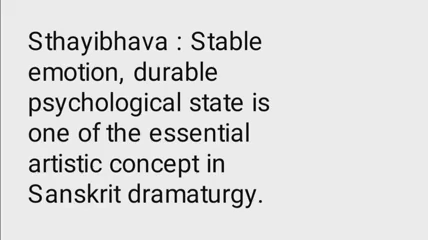 Sthayibhava : Stable
emotion, durable
psychological state is
one of the essential
artistic concept in
Sanskrit dramaturgy.